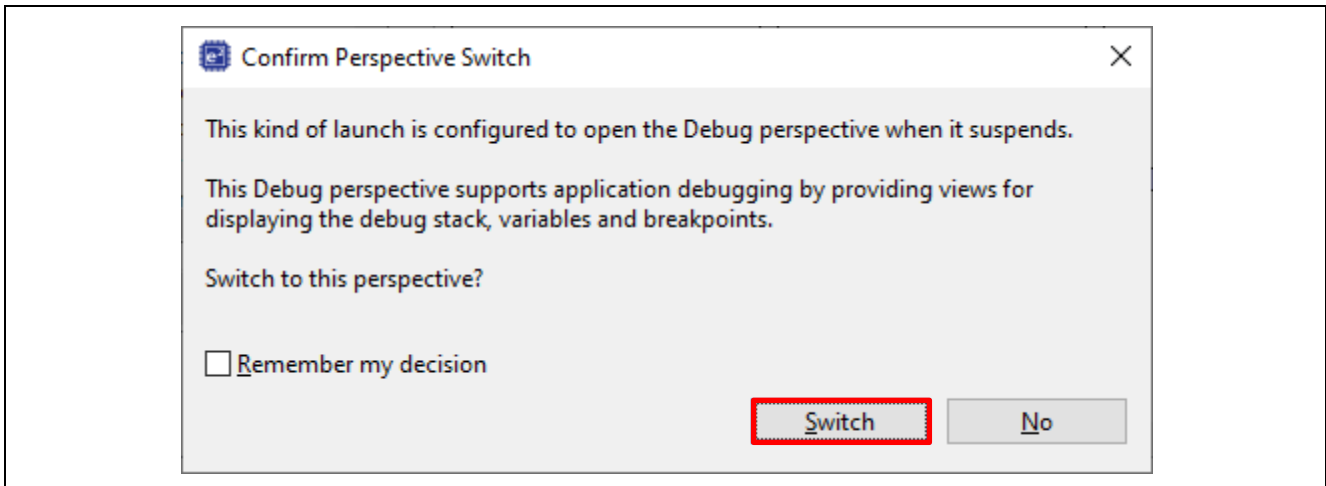 Confirm Perspective Switch
This kind of launch is configured to open the Debug perspective when it suspends.
This Debug perspective supports application debugging by providing views for
displaying the debug stack, variables and breakpoints.
Switch to this perspective?
Remember my decision
Switch No